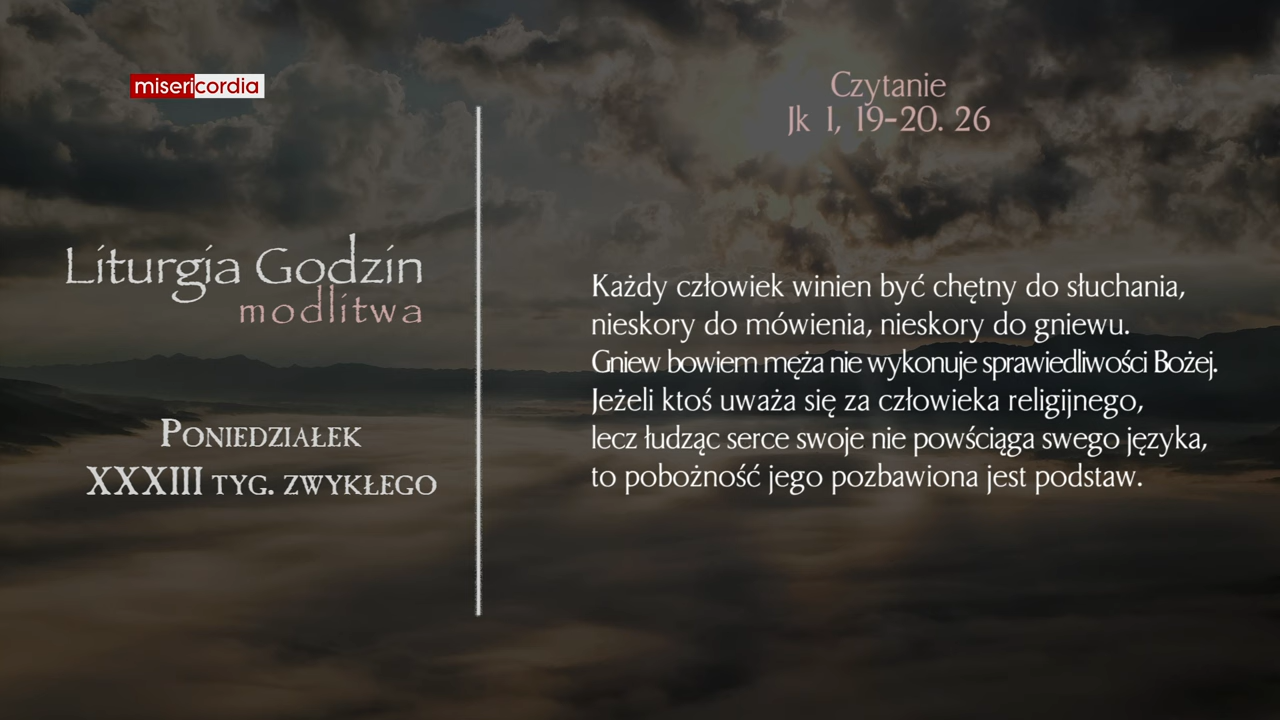 misericordia
Liturgia Godzin
modlitwa
Poniedziałek
XXXIII tyg. zwykłego
Czytanie
Jk 1, 19-20. 26
Każdy człowiek winien być chętny do słuchania,
nieskory do mówienia, nieskory do gniewu.
Gniew bowiem męża nie wykonuje sprawiedliwości Bożej.
Jeżeli ktoś uważa się za człowieka religijnego,
lecz łudząc serce swoje nie powściąga swego języka,
to pobożność jego pozbawiona jest podstaw.